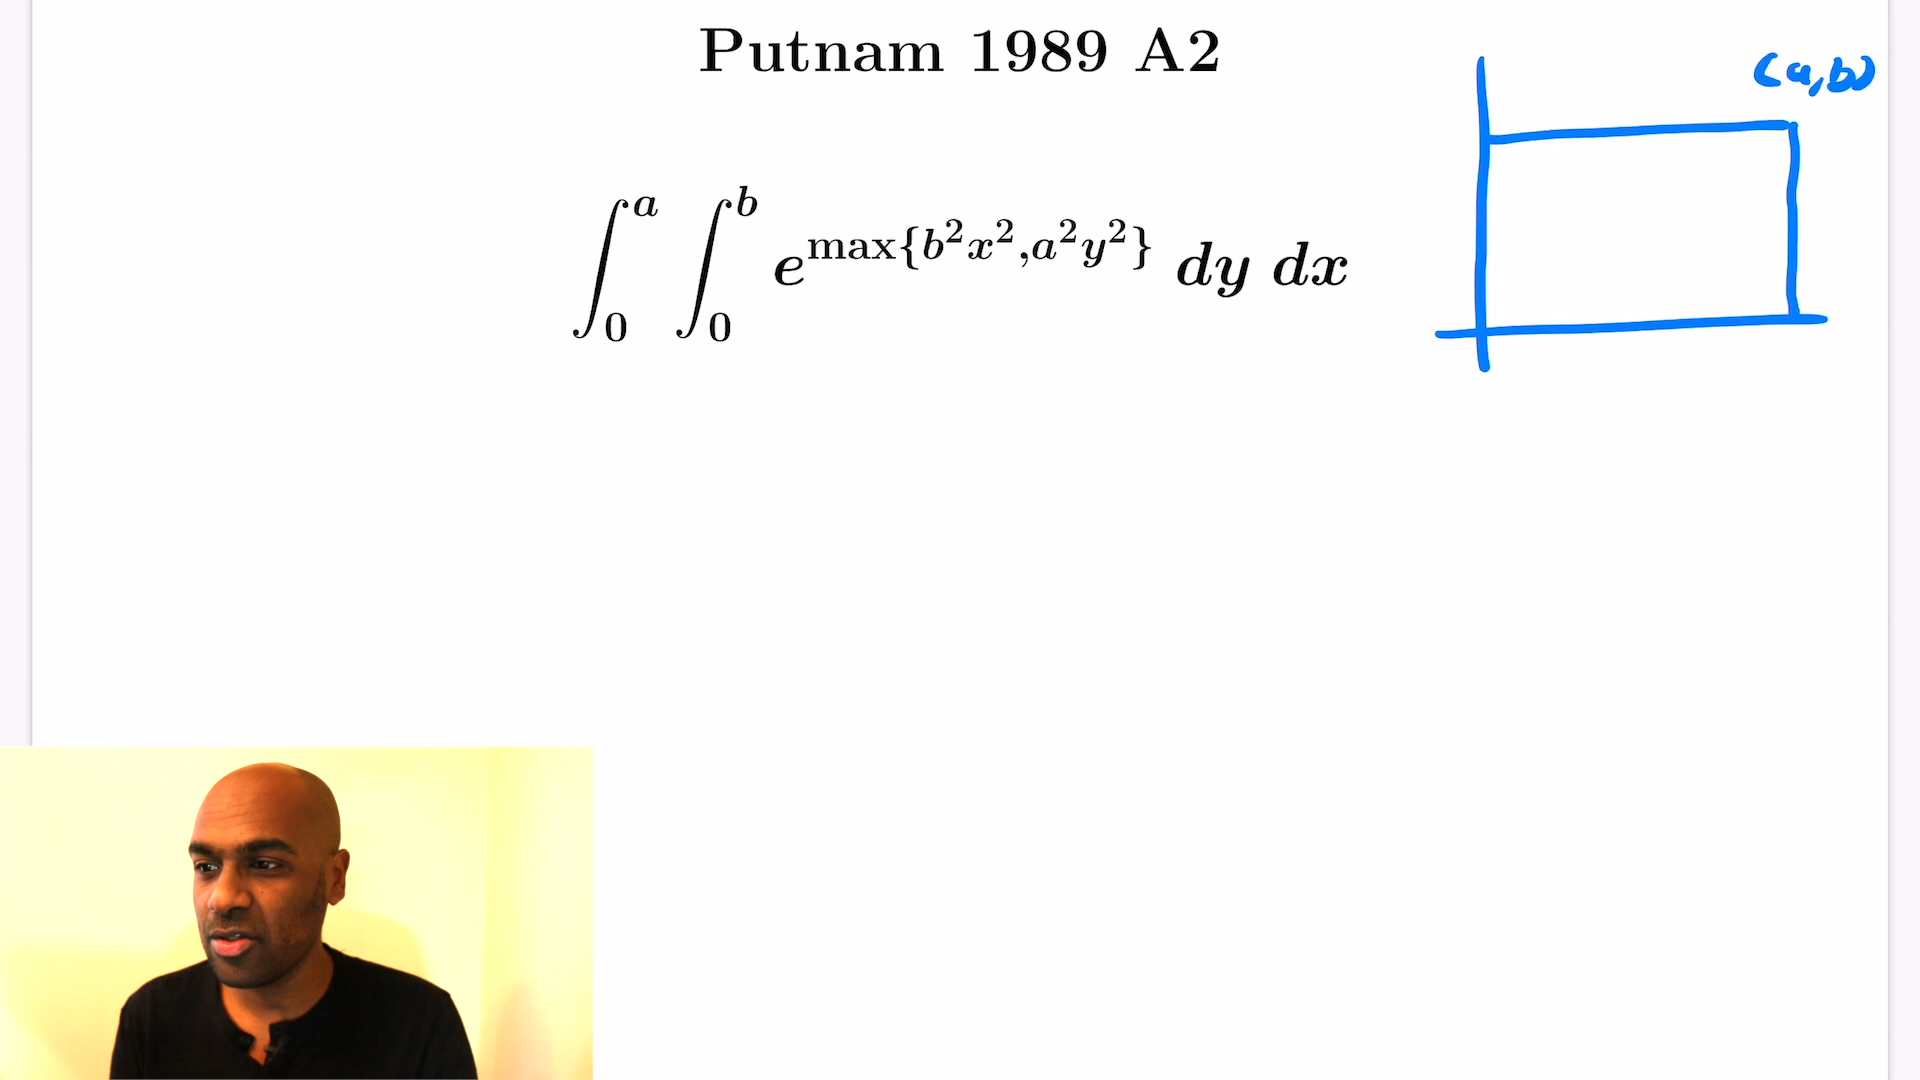 Putnam 1989 A2
(a,b)
∫₀ᵃ ∫₀ᵇ e^{max{b²x²,a²y²}} dy dx